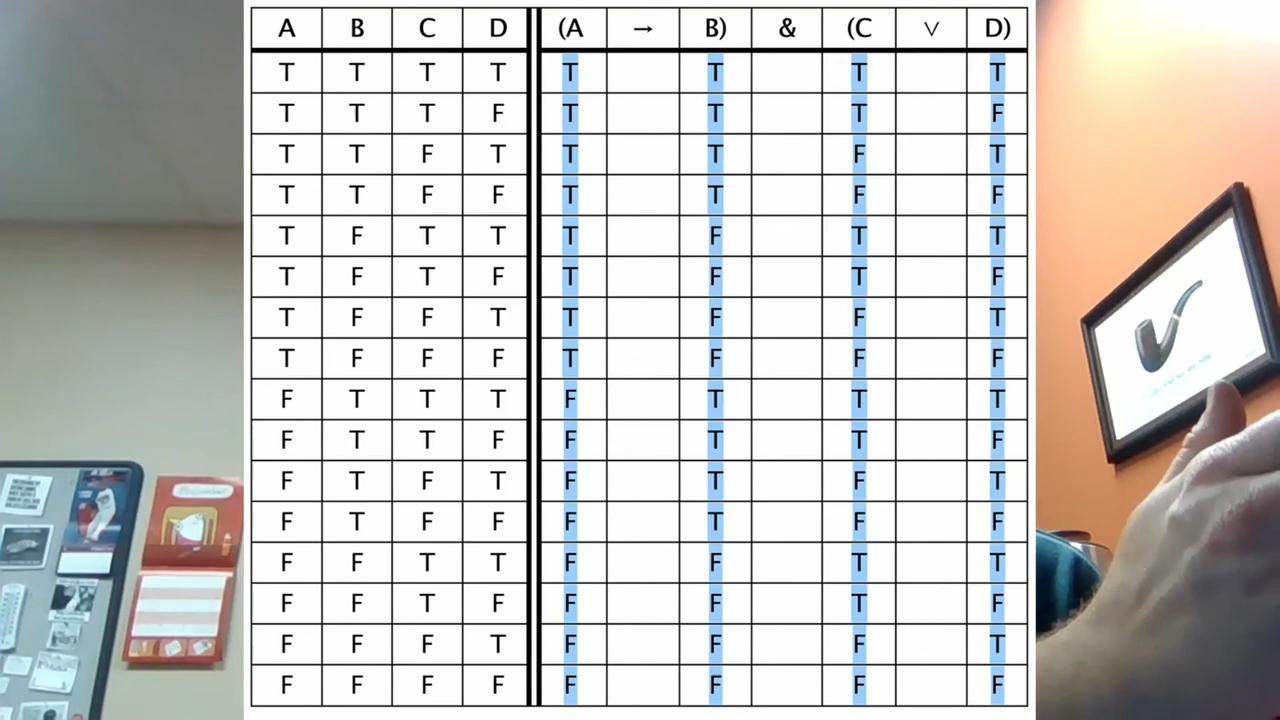 A B C D (A → B) & (C ∨ D)
T T T T T T T T
T T T F T T T F
T T F T T T F T
T T F F T T F F
T F T T T F T T
T F T F T F T F
T F F T T F F T
T F F F T F F F
F T T T F T T T
F T T F F T T F
F T F T F T F T
F T F F F T F F
F F T T F F T T
F F T F F F T F
F F F T F F F T
F F F F F F F F